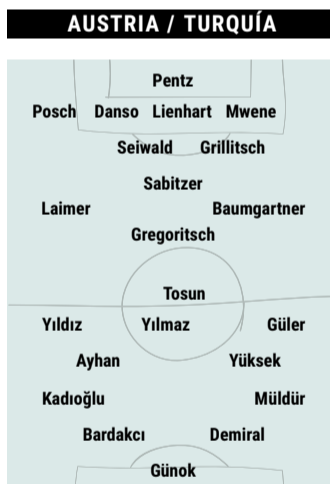 AUSTRIA / TURQUÍA
Pentz
Posch Danso Lienhart Mwene
Seiwald Grillitsch
Sabitzer
Laimer Baumgartner
Gregoritsch
Tosun
Yıldız Yılmaz Güler
Ayhan Yüksek
Kadıoğlu Müldür
Bardakcı Demiral
Günok